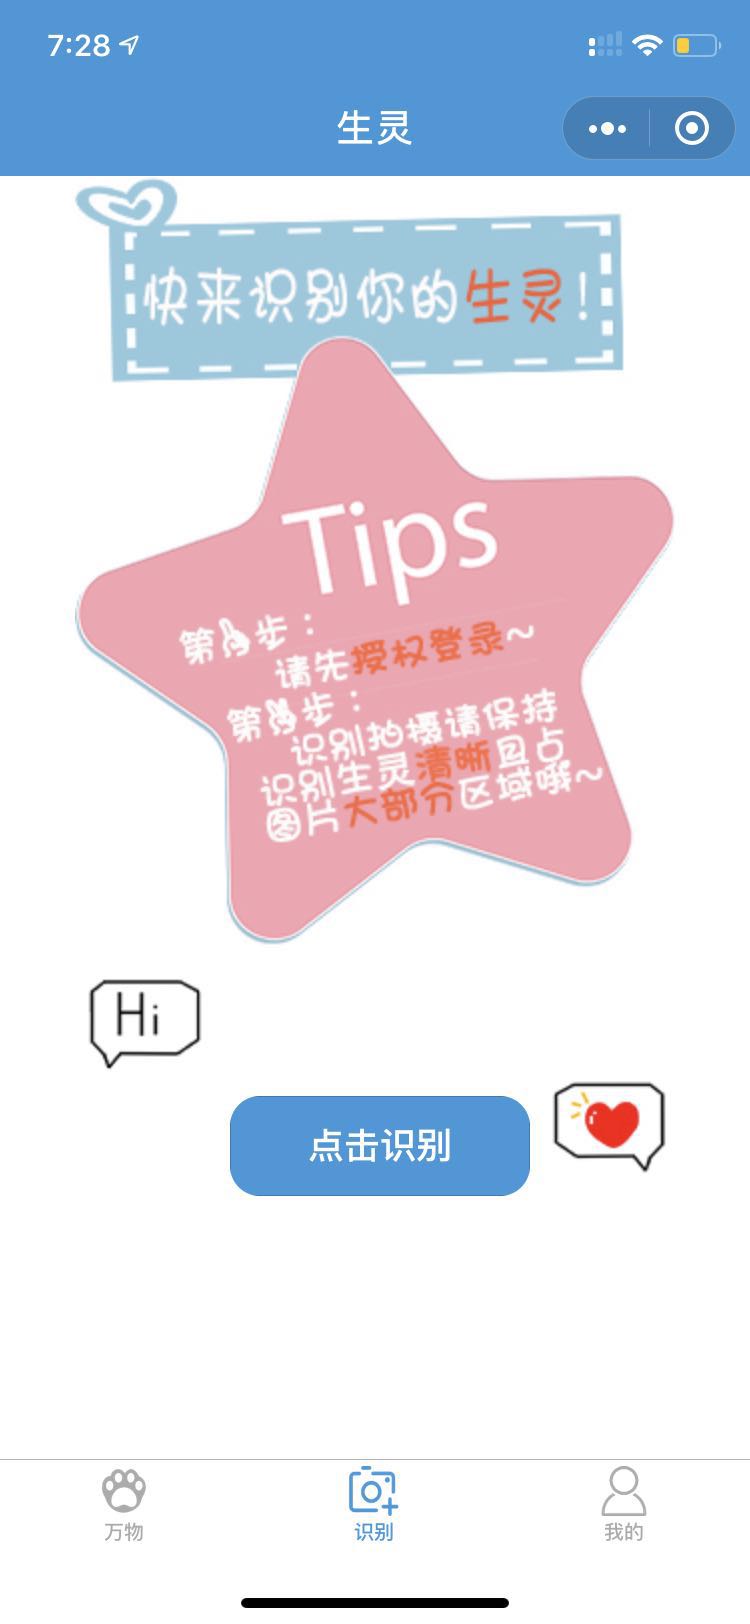 7:28
生灵
快来识别你的生灵!
Tips
第步：
请先授权登录~
第步：
识别拍摄请保持
识别生灵清晰且占
图片大部分区域哦~
Hi
点击识别
万物
识别
我的